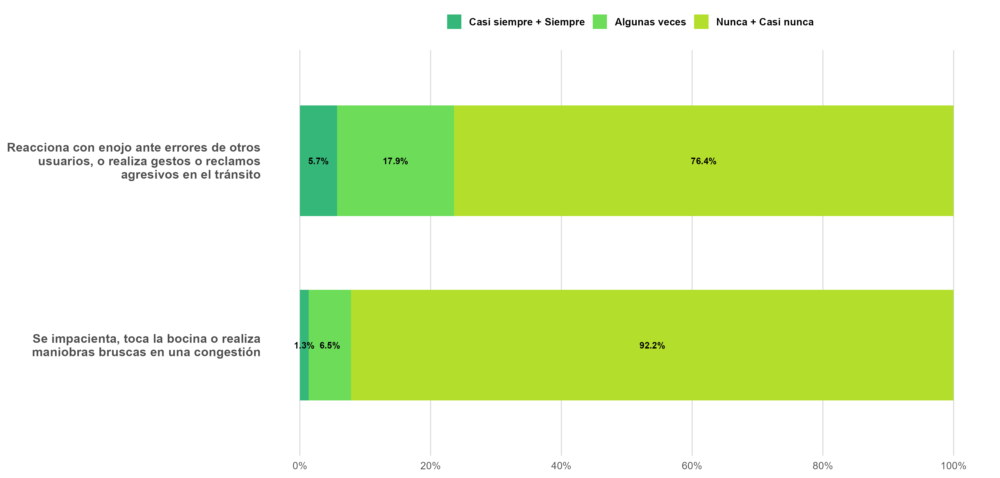 Casi siempre + Siempre Algunas veces Nunca + Casi nunca
Reacciona con enojo ante errores de otros
usuarios, o realiza gestos o reclamos
agresivos en el tránsito
5.7% 17.9% 76.4%
Se impacienta, toca la bocina o realiza
maniobras bruscas en una congestión
1.3% 6.5% 92.2%
0% 20% 40% 60% 80% 100%